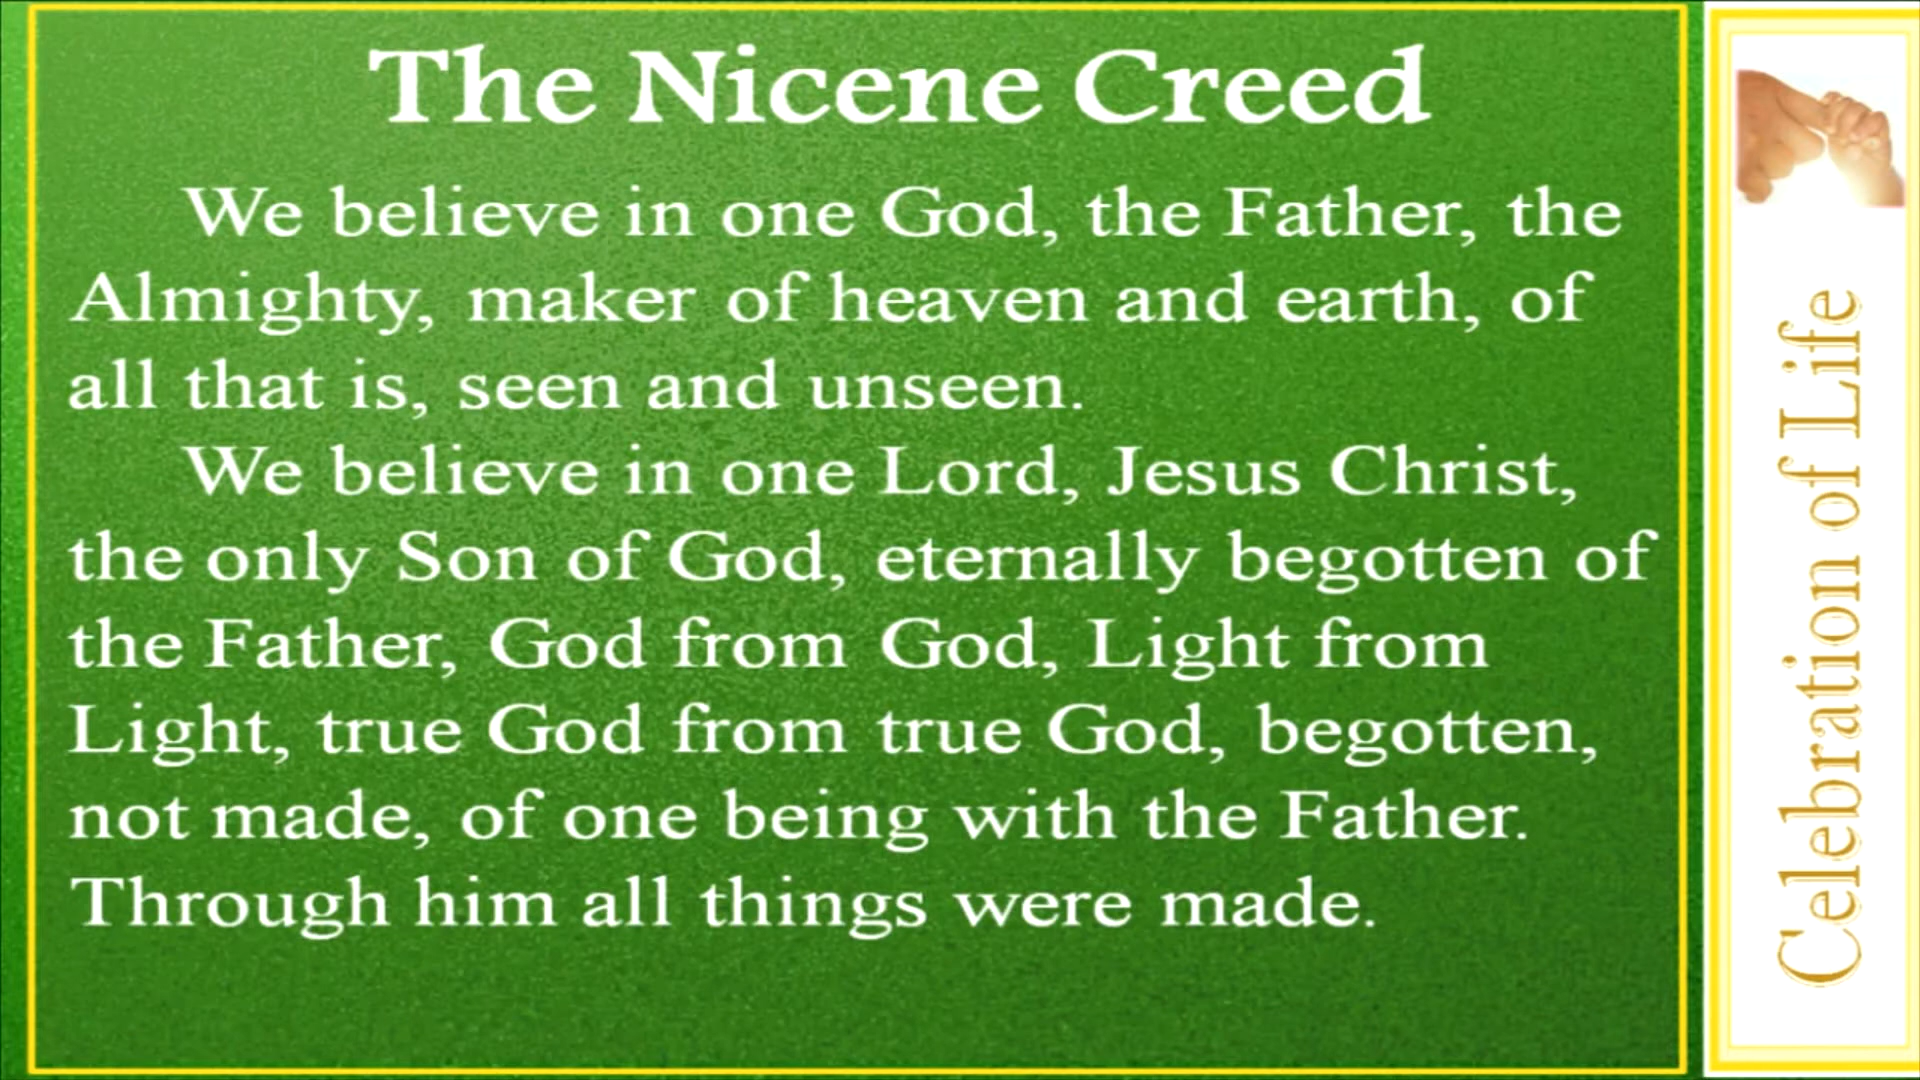 The Nicene Creed
We believe in one God, the Father, the
Almighty, maker of heaven and earth, of
all that is, seen and unseen.
We believe in one Lord, Jesus Christ,
the only Son of God, eternally begotten of
the Father, God from God, Light from
Light, true God from true God, begotten,
not made, of one being with the Father.
Through him all things were made.
Celebration of Life